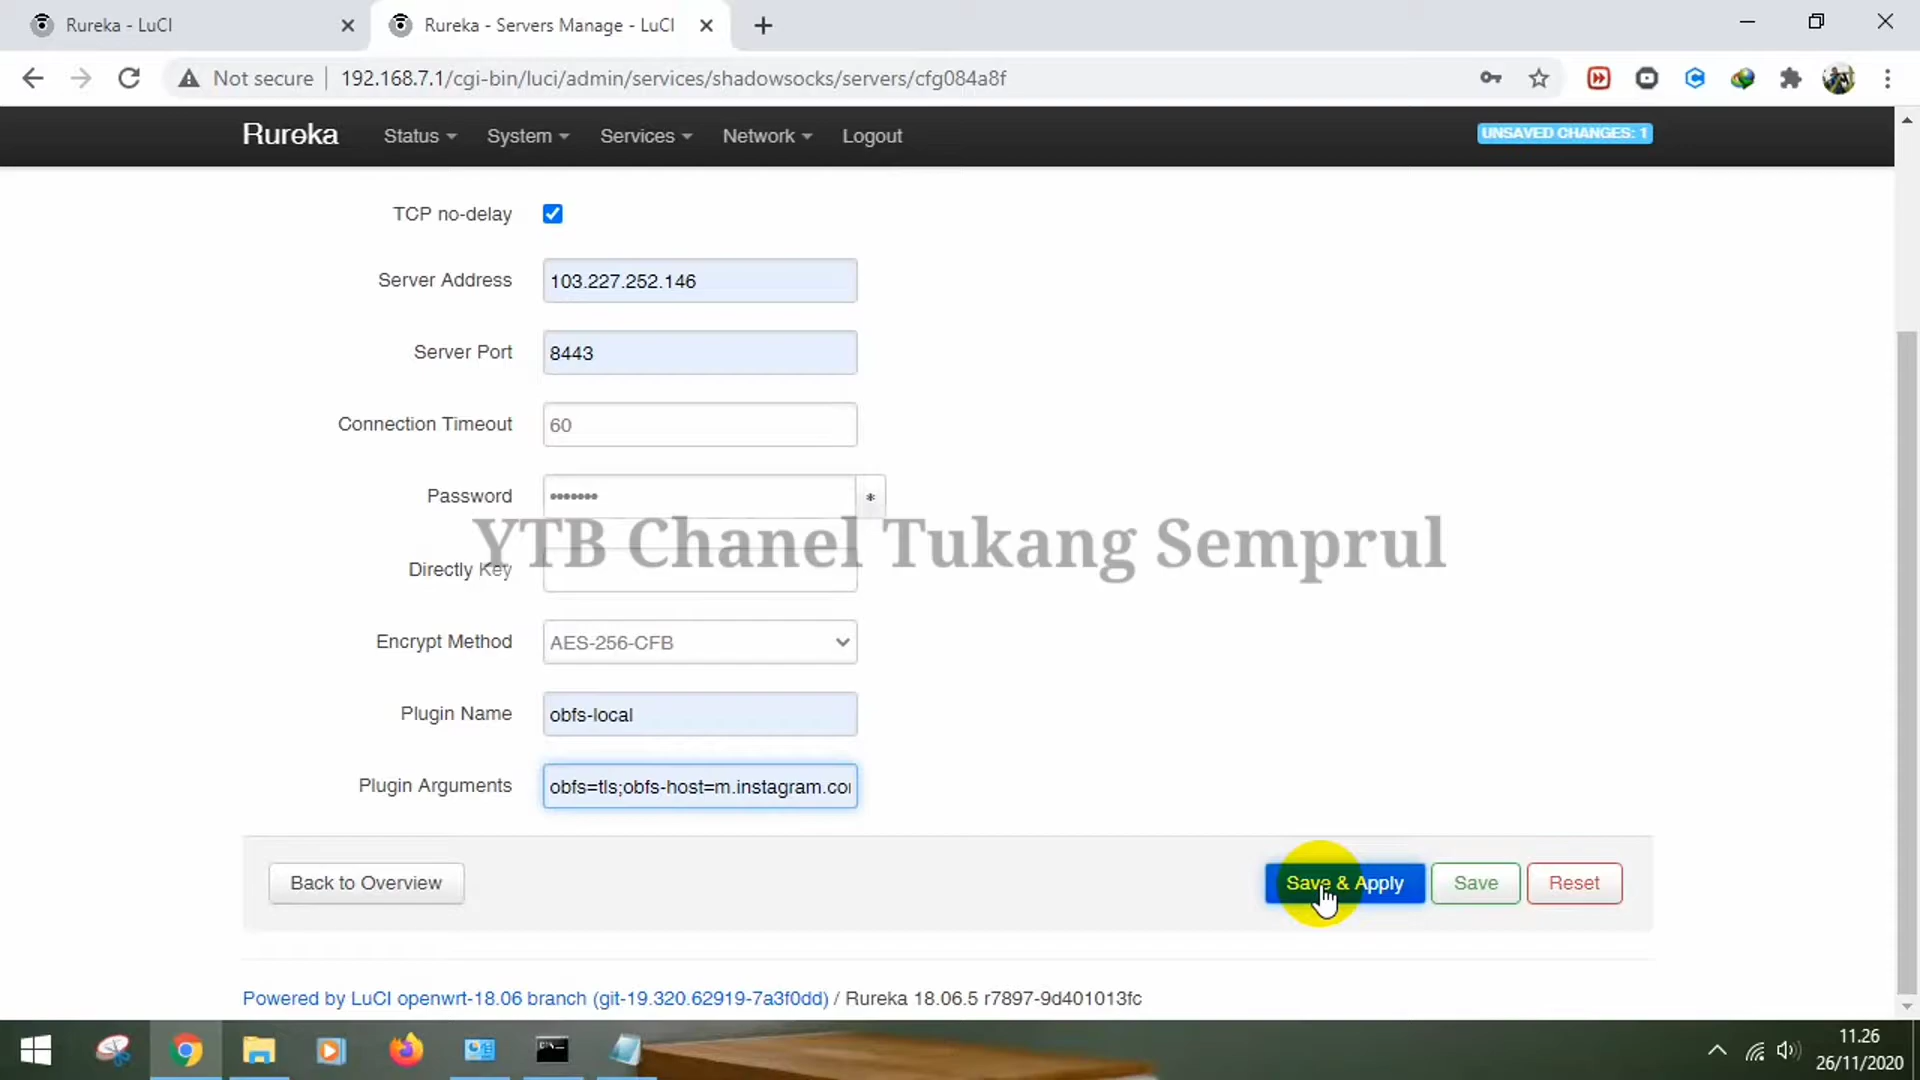 Rureka - LuCI
Rureka - Servers Manage - LuCI
Not secure
192.168.7.1/cgi-bin/luci/admin/services/shadowsocks/servers/cfg084a8f
Rureka Status System Services Network Logout
UNSAVED CHANGES: 1
TCP no-delay
Server Address 103.227.252.146
Server Port 8443
Connection Timeout 60
Password ••••••• *
YTB Chanel Tukang Semprul
Directly Key
Encrypt Method AES-256-CFB
Plugin Name obfs-local
Plugin Arguments obfs=tls;obfs-host=m.instagram.co
Back to Overview Save & Apply Save Reset
Powered by LuCI openwrt-18.06 branch (git-19.320.62919-7a3f0dd) / Rureka 18.06.5 r7897-9d401013fc
11.26
26/11/2020